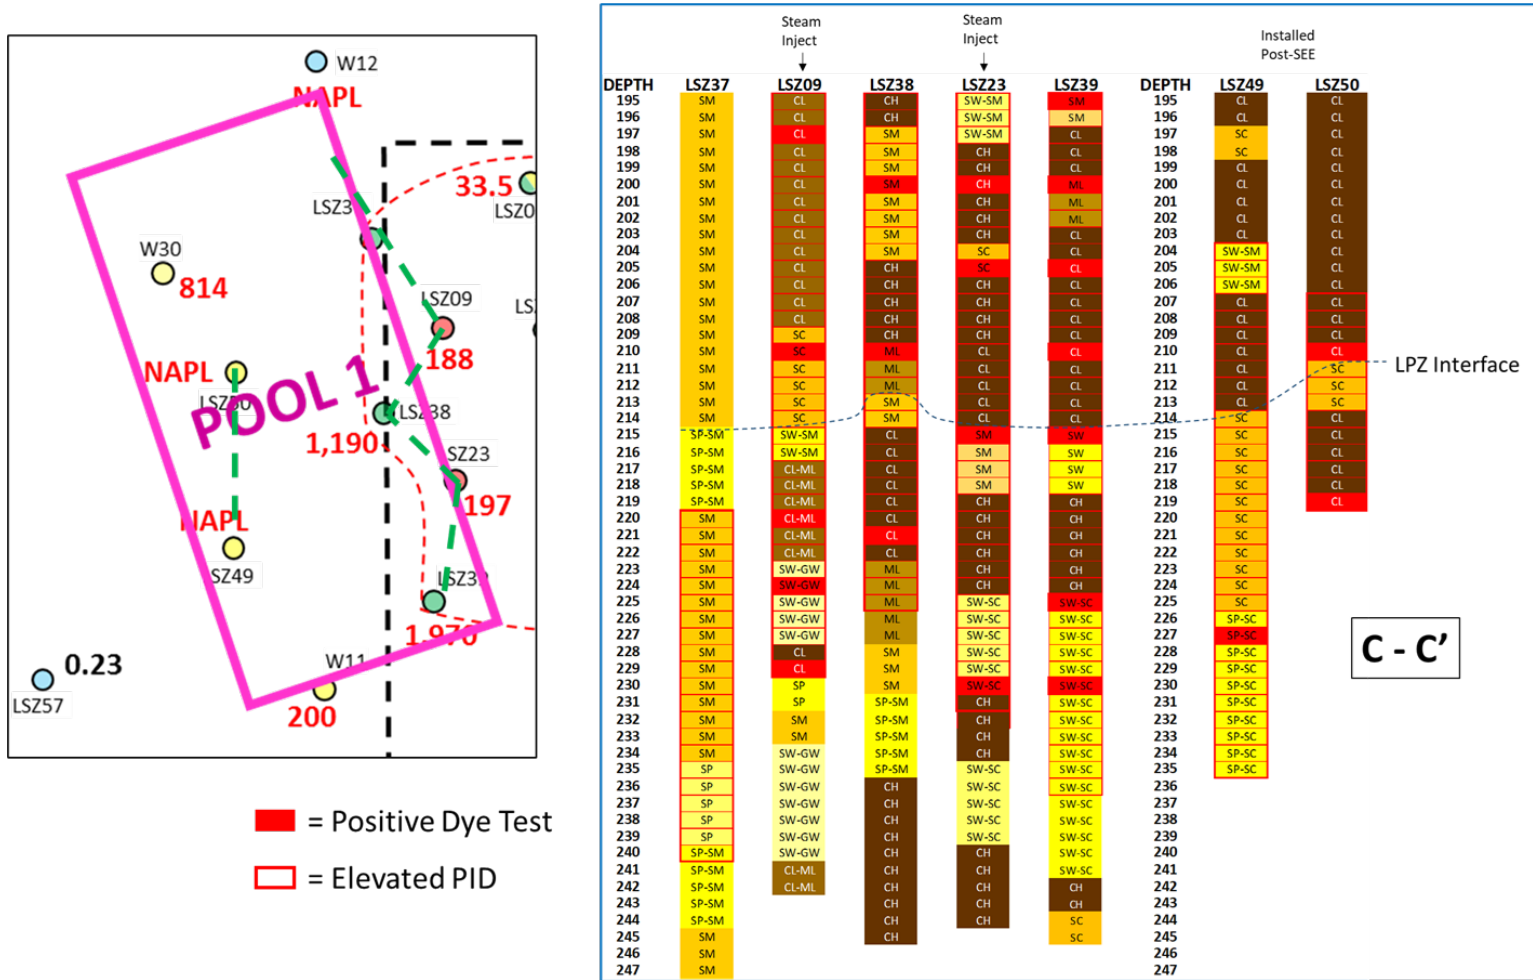 W12
NAPL
LSZ3
33.5
LSZ0
W30
814
LSZ09
LSZ
188
NAPL
LSZ50
POOL 1
LSZ38
1,190
SZ23
197
NAPL
SZ49
LSZ39
1,970
W11
200
0.23
LSZ57
= Positive Dye Test
= Elevated PID
Steam Inject
Steam Inject
Installed Post-SEE
DEPTH LSZ37 LSZ09 LSZ38 LSZ23 LSZ39 DEPTH LSZ49 LSZ50
195 SM CL CH SW-SM SM 195 CL CL
196 SM CL CH SW-SM SM 196 CL CL
197 SM CL SM SW-SM CL 197 SC CL
198 SM CL SM CH CL 198 SC CL
199 SM CL SM CH CL 199 CL CL
200 SM CL SM CH ML 200 CL CL
201 SM CL SM CH ML 201 CL CL
202 SM CL SM CH ML 202 CL CL
203 SM CL SM CH CL 203 CL CL
204 SM CL SM SC CL 204 SW-SM CL
205 SM CL CH SC CL 205 SW-SM CL
206 SM CL CH CH CL 206 SW-SM CL
207 SM CL CH CH CL 207 CL CL
208 SM CL CH CH CL 208 CL CL
209 SM SC CH CH CL 209 CL CL
210 SM SC ML CL CL 210 CL CL
211 SM SC ML CL CL 211 CL SC
LPZ Interface
212 SM SC ML CL CL 212 CL SC
213 SM SC SM CL CL 213 CL SC
214 SM SC SM CL CL 214 SC CL
215 SP-SM SW-SM CL SM SW 215 SC CL
216 SP-SM SW-SM CL SM SW 216 SC CL
217 SP-SM CL-ML CL SM SW 217 SC CL
218 SP-SM CL-ML CL SM SW 218 SC CL
219 SP-SM CL-ML CL CH CH 219 SC CL
220 SM CL-ML CL CH CH 220 SC
221 SM CL-ML CL CH CH 221 SC
222 SM CL-ML CL CH CH 222 SC
223 SM SW-GW ML CH CH 223 SC
224 SM SW-GW ML CH CH 224 SC
225 SM SW-GW ML SW-SC SW-SC 225 SC
226 SM SW-GW ML SW-SC SW-SC 226 SP-SC
227 SM SW-GW ML SW-SC SW-SC 227 SP-SC
228 SM CL SM SW-SC SW-SC 228 SP-SC
229 SM CL SM SW-SC SW-SC 229 SP-SC
230 SM SP SM SW-SC SW-SC 230 SP-SC
231 SM SP SP-SM CH SW-SC 231 SP-SC
232 SM SM SP-SM CH SW-SC 232 SP-SC
233 SM SM SP-SM CH SW-SC 233 SP-SC
234 SM SW-GW SP-SM CH SW-SC 234 SP-SC
235 SP SW-GW SP-SM SW-SC SW-SC 235 SP-SC
236 SP SW-GW CH SW-SC SW-SC 236
237 SP SW-GW CH SW-SC SW-SC 237
238 SP SW-GW CH SW-SC SW-SC 238
239 SP SW-GW CH SW-SC SW-SC 239
240 SP-SM SW-GW CH CH SW-SC 240
241 SP-SM CL-ML CH CH SW-SC 241
242 SP-SM CL-ML CH CH CH 242
243 SP-SM CH CH CH 243
244 SP-SM CH CH SC 244
245 SM CH SC 245
246 SM 246
247 SM 247
C - C’